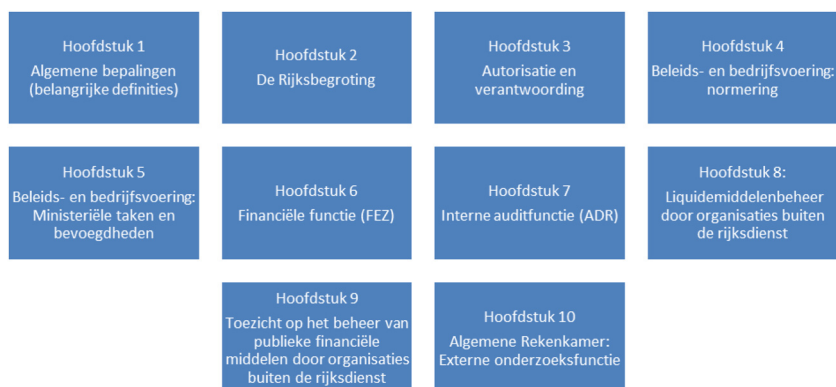 Hoofdstuk 1
Algemene bepalingen
(belangrijke definities)
Hoofdstuk 2
De Rijksbegroting
Hoofdstuk 3
Autorisatie en
verantwoording
Hoofdstuk 4
Beleids- en bedrijfsvoering:
normering
Hoofdstuk 5
Beleids- en bedrijfsvoering:
Ministeriële taken en
bevoegdheden
Hoofdstuk 6
Financiële functie (FEZ)
Hoofdstuk 7
Interne auditfunctie (ADR)
Hoofdstuk 8:
Liquidemiddelenbeheer
door organisaties buiten
de rijksdienst
Hoofdstuk 9
Toezicht op het beheer van
publieke financiële
middelen door organisaties
buiten de rijksdienst
Hoofdstuk 10
Algemene Rekenkamer:
Externe onderzoeksfunctie